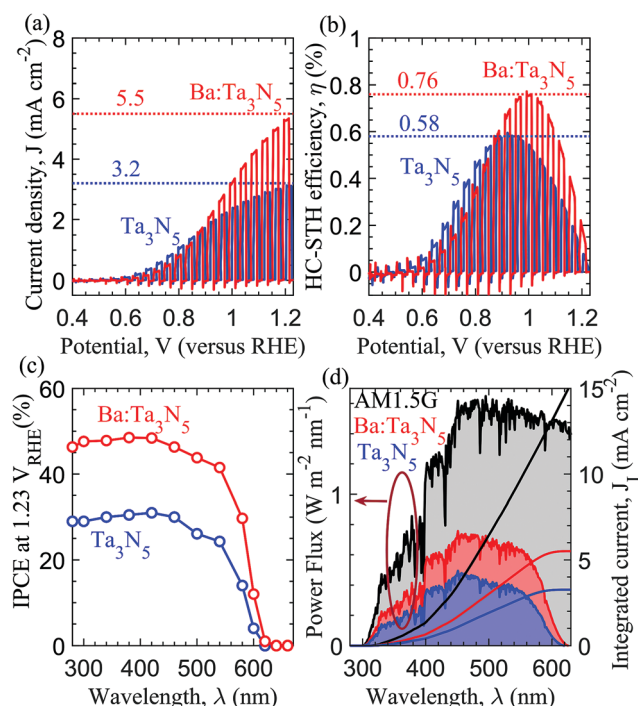 (a)
Current density, J (mA cm⁻²)
8
6
4
2
0
5.5
Ba:Ta₃N₅
3.2
Ta₃N₅
0.4 0.6 0.8 1 1.2
Potential, V (versus RHE)
(b)
HC-STH efficiency, η (%)
1
0.8
0.6
0.4
0.2
0
0.76
Ba:Ta₃N₅
0.58
Ta₃N₅
0.4 0.6 0.8 1 1.2
Potential, V (versus RHE)
(c)
IPCE at 1.23 V_RHE (%)
60
40
20
0
Ba:Ta₃N₅
Ta₃N₅
300 400 500 600
Wavelength, λ (nm)
(d)
Power Flux (W m⁻² nm⁻¹)
1
0
AM1.5G
Ba:Ta₃N₅
Ta₃N₅
15
10
5
0
Integrated current, J_I (mA cm⁻²)
300 400 500 600
Wavelength, λ (nm)